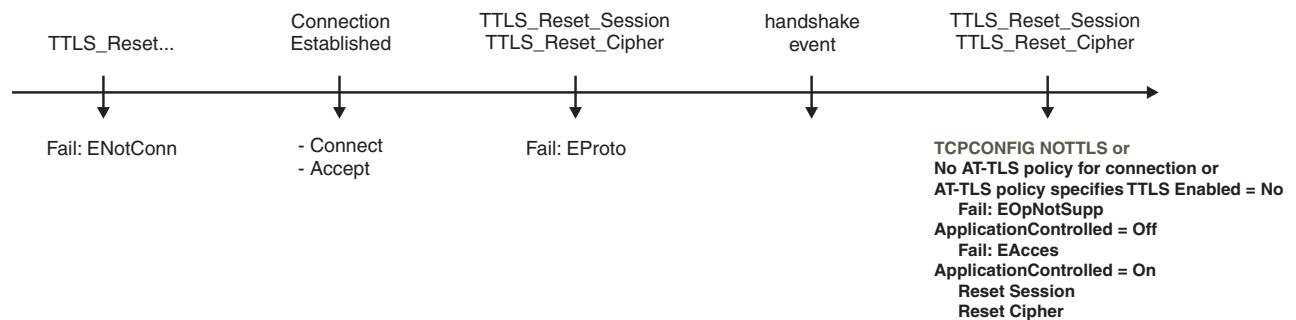 TTLS_Reset...
Connection
Established
TTLS_Reset_Session
TTLS_Reset_Cipher
handshake
event
TTLS_Reset_Session
TTLS_Reset_Cipher
Fail: ENotConn
- Connect
- Accept
Fail: EProto
TCPCONFIG NOTTLS or
No AT-TLS policy for connection or
AT-TLS policy specifies TTLS Enabled = No
Fail: EOpNotSupp
ApplicationControlled = Off
Fail: EAcces
ApplicationControlled = On
Reset Session
Reset Cipher